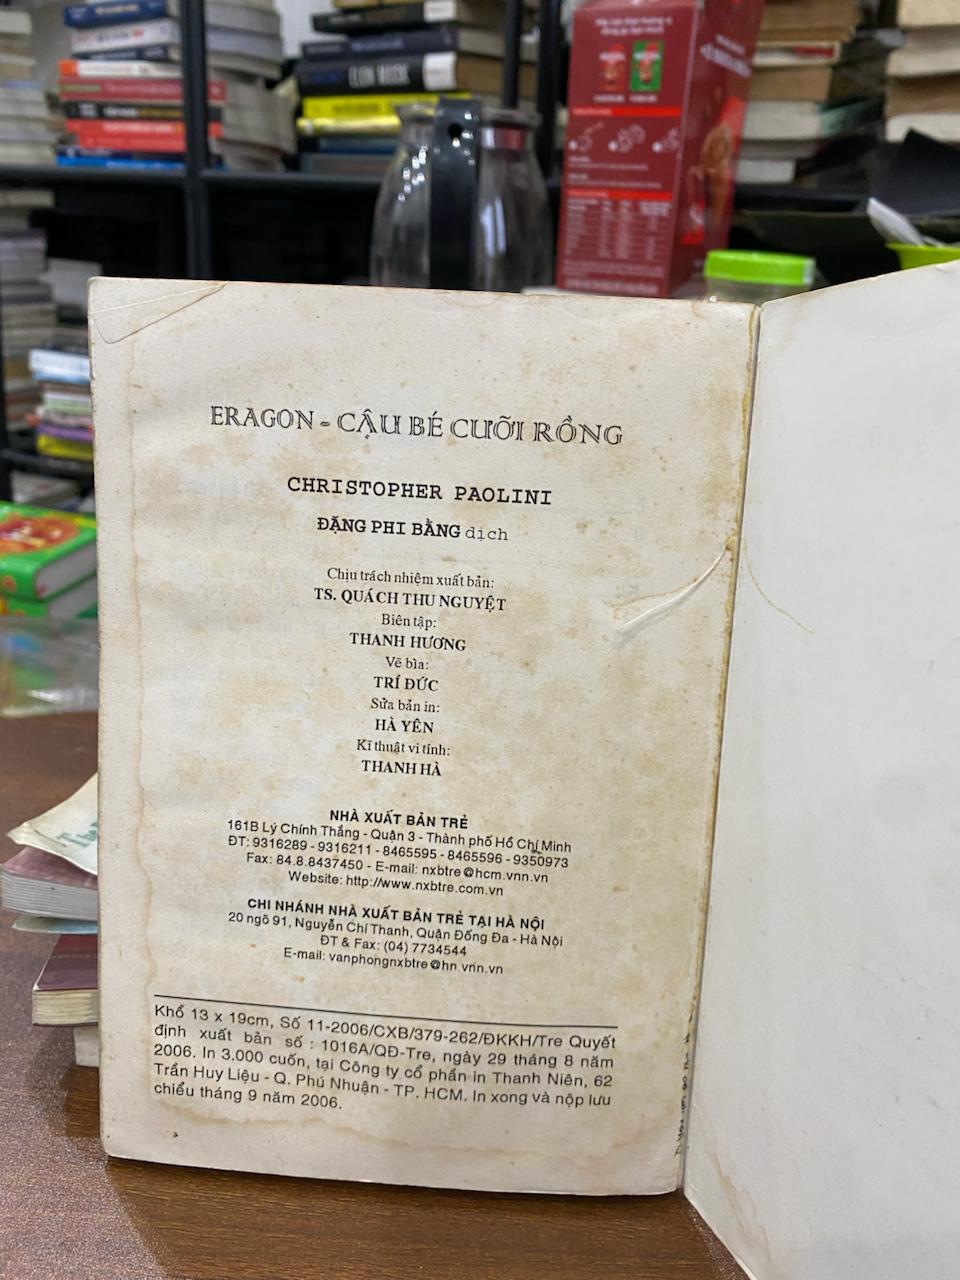 ELON MUSK
ERAGON - CẬU BÉ CƯỠI RỒNG
CHRISTOPHER PAOLINI
ĐẶNG PHI BẰNG dịch
Chịu trách nhiệm xuất bản:
TS. QUÁCH THU NGUYỆT
Biên tập:
THANH HƯƠNG
Vẽ bìa:
TRÍ ĐỨC
Sửa bản in:
HÀ YÊN
Kĩ thuật vi tính:
THANH HÀ
NHÀ XUẤT BẢN TRẺ
161B Lý Chính Thắng - Quận 3 - Thành phố Hồ Chí Minh
ĐT: 9316289 - 9316211 - 8465595 - 8465596 - 9350973
Fax: 84.8.8437450 - E-mail: nxbtre@hcm.vnn.vn
Website: http://www.nxbtre.com.vn
CHI NHÁNH NHÀ XUẤT BẢN TRẺ TẠI HÀ NỘI
20 ngõ 91, Nguyễn Chí Thanh, Quận Đống Đa - Hà Nội
ĐT & Fax: (04) 7734544
E-mail: vanphongnxbtre@hn.vnn.vn
Khổ 13 x 19cm, Số 11-2006/CXB/379-262/ĐKKH/Tre Quyết
định xuất bản số : 1016A/QĐ-Tre, ngày 29 tháng 8 năm
2006. In 3.000 cuốn, tại Công ty cổ phần in Thanh Niên, 62
Trần Huy Liệu - Q. Phú Nhuận - TP. HCM. In xong và nộp lưu
chiểu tháng 9 năm 2006.